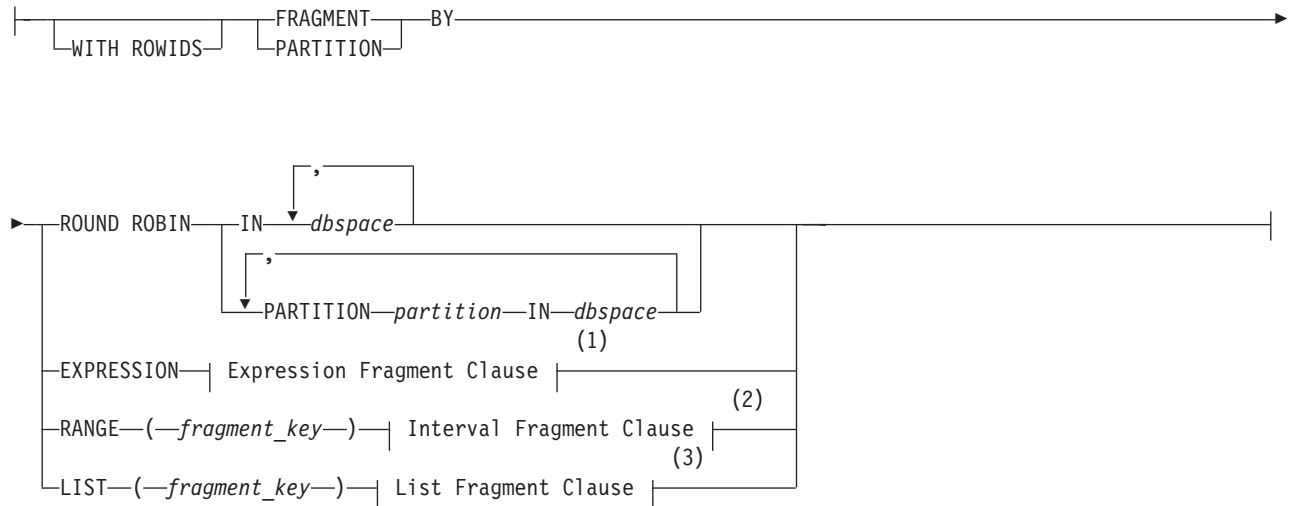 FRAGMENT BY
WITH ROWIDS PARTITION
,
ROUND ROBIN IN dbspace
,
PARTITION partition IN dbspace
(1)
EXPRESSION Expression Fragment Clause
(2)
RANGE ( fragment_key ) Interval Fragment Clause
(3)
LIST ( fragment_key ) List Fragment Clause